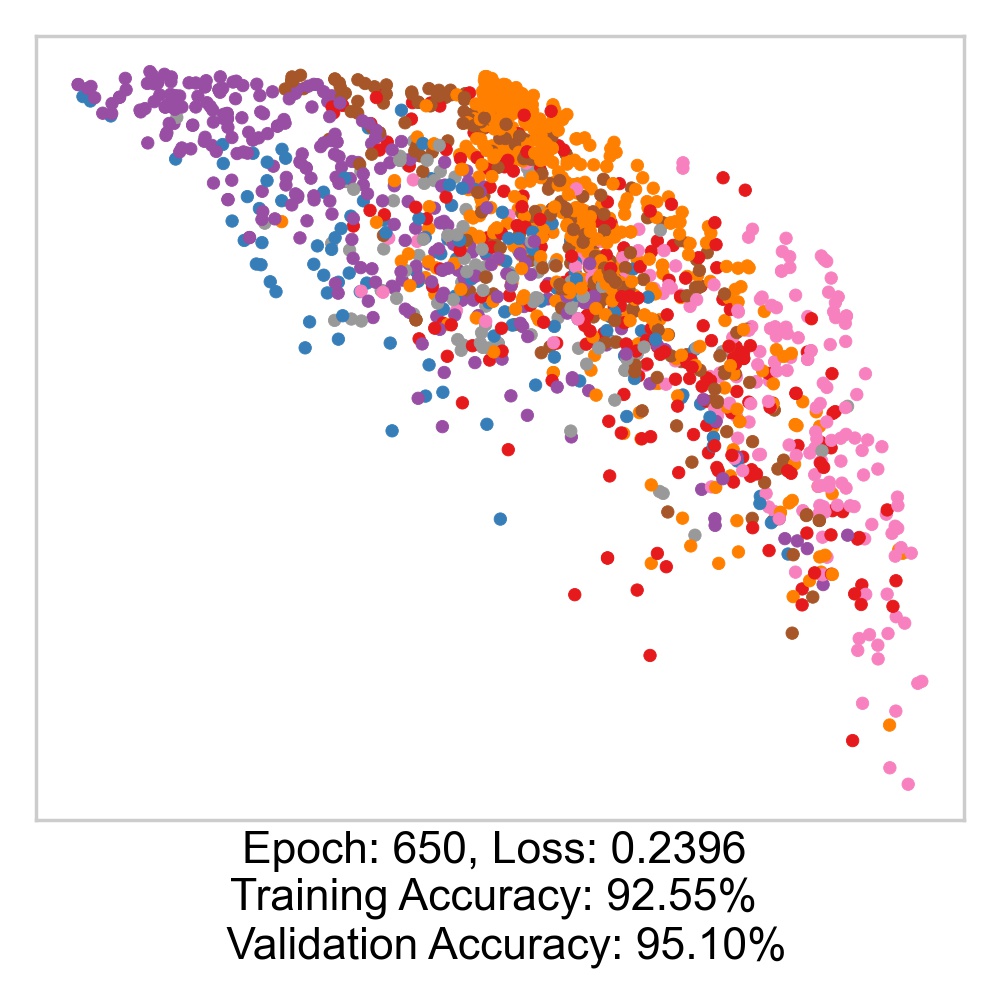 Epoch: 650, Loss: 0.2396
Training Accuracy: 92.55%
Validation Accuracy: 95.10%